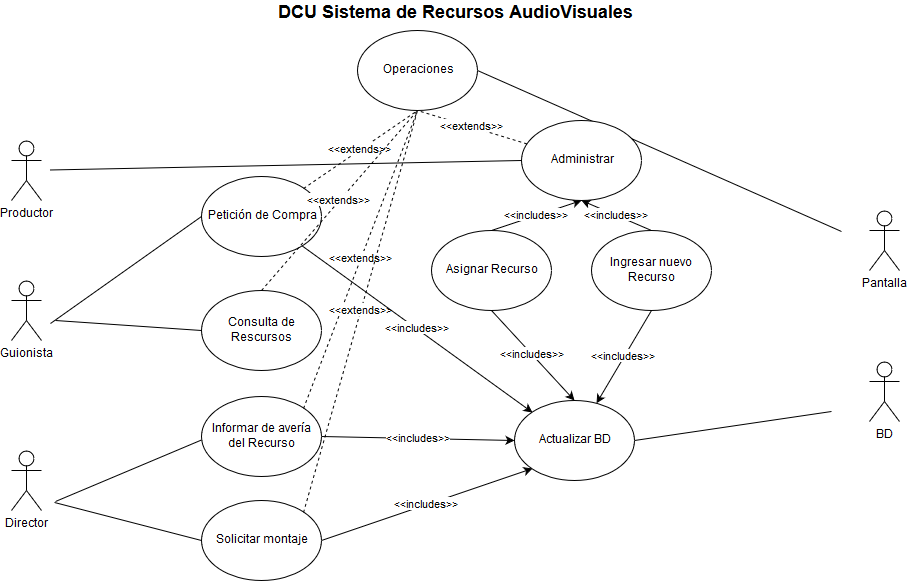 DCU Sistema de Recursos AudioVisuales
Operaciones
<<extends>>
Administrar
<<extends>>
Productor
Petición de Compra
<<extends>>
<<includes>>
<<includes>>
<<extends>>
Asignar Recurso
Ingresar nuevo
Recurso
Pantalla
<<extends>>
Consulta de
Rescursos
<<includes>>
Guionista
<<includes>>
<<includes>>
Informar de avería
del Recurso
<<includes>>
Actualizar BD
BD
<<includes>>
Director
Solicitar montaje